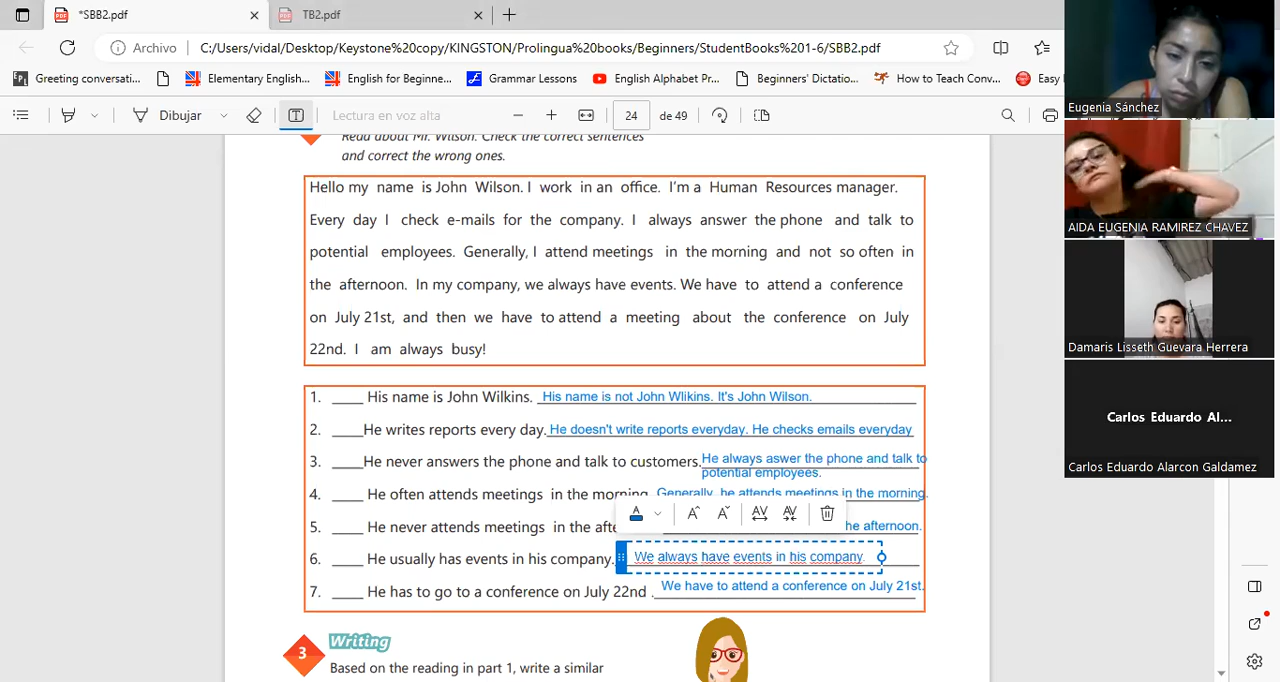 *SBB2.pdf
TB2.pdf
Archivo
C:/Users/vidal/Desktop/Keystone%20copy/KINGSTON/Prolingua%20books/Beginners/StudentBooks%201-6/SBB2.pdf
Greeting conversati...
Elementary English...
English for Beginne...
Grammar Lessons
English Alphabet Pr...
Beginners' Dictatio...
How to Teach Conv...
Easy
Dibujar
Lectura en voz alta
24
de 49
Read about Mr. Wilson. Check the correct sentences
and correct the wrong ones.
Hello my name is John Wilson. I work in an office. I'm a Human Resources manager.
Every day I check e-mails for the company. I always answer the phone and talk to
potential employees. Generally, I attend meetings in the morning and not so often in
the afternoon. In my company, we always have events. We have to attend a conference
on July 21st, and then we have to attend a meeting about the conference on July
22nd. I am always busy!
1. ____ His name is John Wilkins. His name is not John Wlikins. It's John Wilson.
2. ____He writes reports every day. He doesn't write reports everyday. He checks emails everyday
3. ____He never answers the phone and talk to customers. He always aswer the phone and talk to
potential employees.
4. ____ He often attends meetings in the morning. Generally, he attends meetings in the morning.
5. ____ He never attends meetings in the afte he afternoon.
6. ____ He usually has events in his company. We always have events in his company.
7. ____ He has to go to a conference on July 22nd . We have to attend a conference on July 21st.
3 Writing
Based on the reading in part 1, write a similar
Eugenia Sánchez
AIDA EUGENIA RAMIREZ CHAVEZ
Damaris Lisseth Guevara Herrera
Carlos Eduardo Al...
Carlos Eduardo Alarcon Galdamez